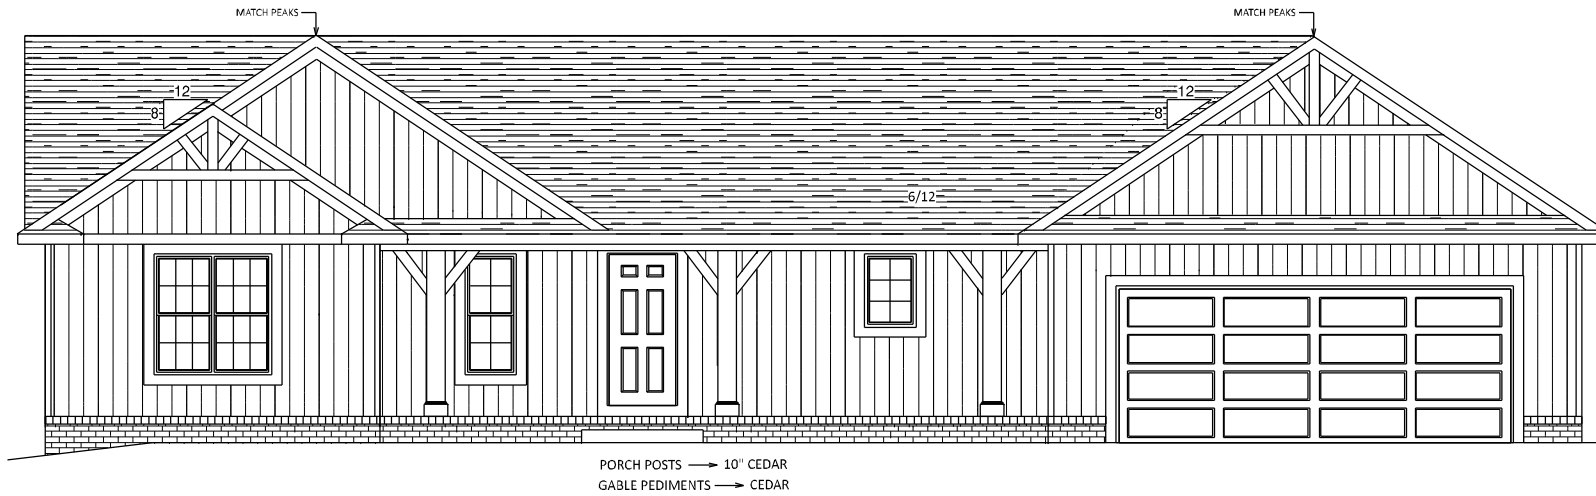 MATCH PEAKS
MATCH PEAKS
12
8
12
8
6/12
PORCH POSTS → 10" CEDAR
GABLE PEDIMENTS → CEDAR